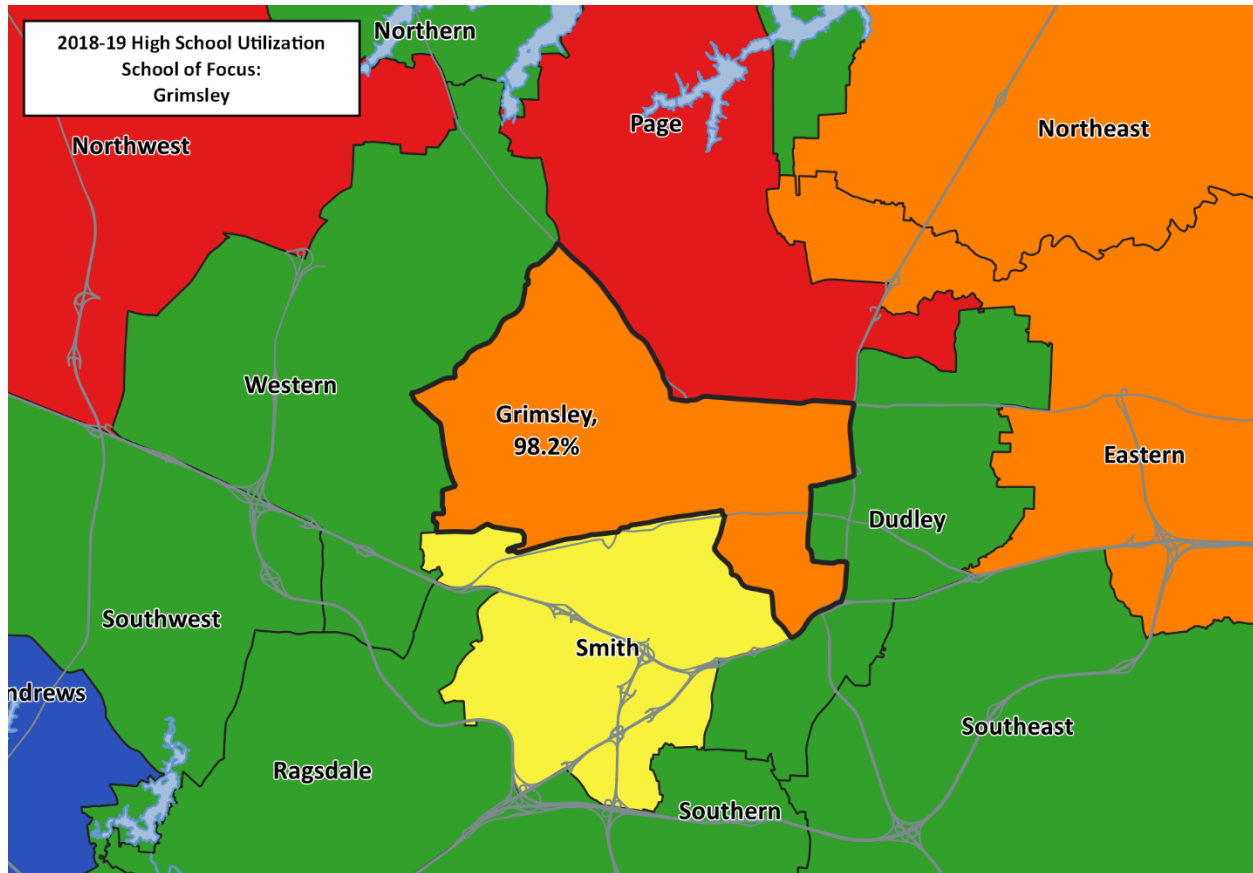 2018-19 High School Utilization
School of Focus:
Grimsley
Northern
Page
Northeast
Northwest
Western
Grimsley,
98.2%
Eastern
Dudley
Southwest
Smith
ndrews
Southeast
Ragsdale
Southern